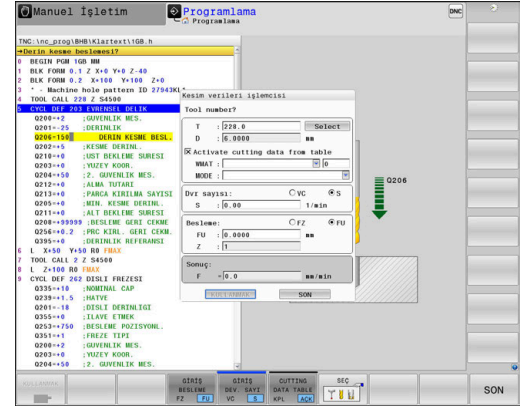 Manuel İşletim
Programlama
Programlama
DNC
TNC:\nc_prog\BHB\Klartext\1GB.h
→Derin kesme beslemesi?
0 BEGIN PGM 1GB MM
1 BLK FORM 0.1 Z X+0 Y+0 Z-40
2 BLK FORM 0.2 X+100 Y+100 Z+0
3 * - Machine hole pattern ID 27943KL
4 TOOL CALL 228 Z S4500
5 CYCL DEF 203 EVRENSEL DELIK
Q200=+2 ;GUVENLIK MES.
Q201=-25 ;DERINLIK
Q206=150 DERIN KESME BESL.
Q202=+5 ;KESME DERINL.
Q210=+0 ;UST BEKLEME SURESI
Q203=+0 ;YUZEY KOOR.
Q204=+50 ;2. GUVENLIK MES.
Q212=+0 ;ALMA TUTARI
Q213=+0 ;PARCA KIRILMA SAYISI
Q205=+0 ;MIN. KESME DERINL.
Q211=+0 ;ALT BEKLEME SURESI
Q208=+99999 ;BESLEME GERI CEKME
Q256=+0.2 ;PRC KIRL. GERI CEKM.
Q395=+0 ;DERINLIK REFERANSI
6 L X+50 Y+50 R0 FMAX
7 TOOL CALL 2 Z S4500
8 L Z+100 R0 FMAX
9 CYCL DEF 262 DISLI FREZESI
Q335=+10 ;NOMINAL CAP
Q239=+1.5 ;HATVE
Q201=-18 ;DISLI DERINLIGI
Q355=+0 ;ILAVE ETMEK
Q253=+750 ;BESLEME POZISYONL.
Q351=+1 ;FREZE TIPI
Q200=+2 ;GUVENLIK MES.
Q203=+0 ;YUZEY KOOR.
Q204=+50 ;2. GUVENLIK MES.
Kesim verileri işlemcisi
Tool number?
T : 228.0 Select
D : 6.0000 mm
Activate cutting data from table
WMAT : 0
MODE :
Dvr sayısı: VC S
S : 0.00 1/min
Besleme: FZ FU
FU : 0.0000 mm
Z : 1
Sonuç:
F = 0.0 mm/min
KULLANMAK SON
Q206
KULLANMAK
GİRİŞ BESLEME FZ FU
GİRİŞ DEV. SAYI VC S
CUTTING DATA TABLE KPL AÇK
SEÇ
SON